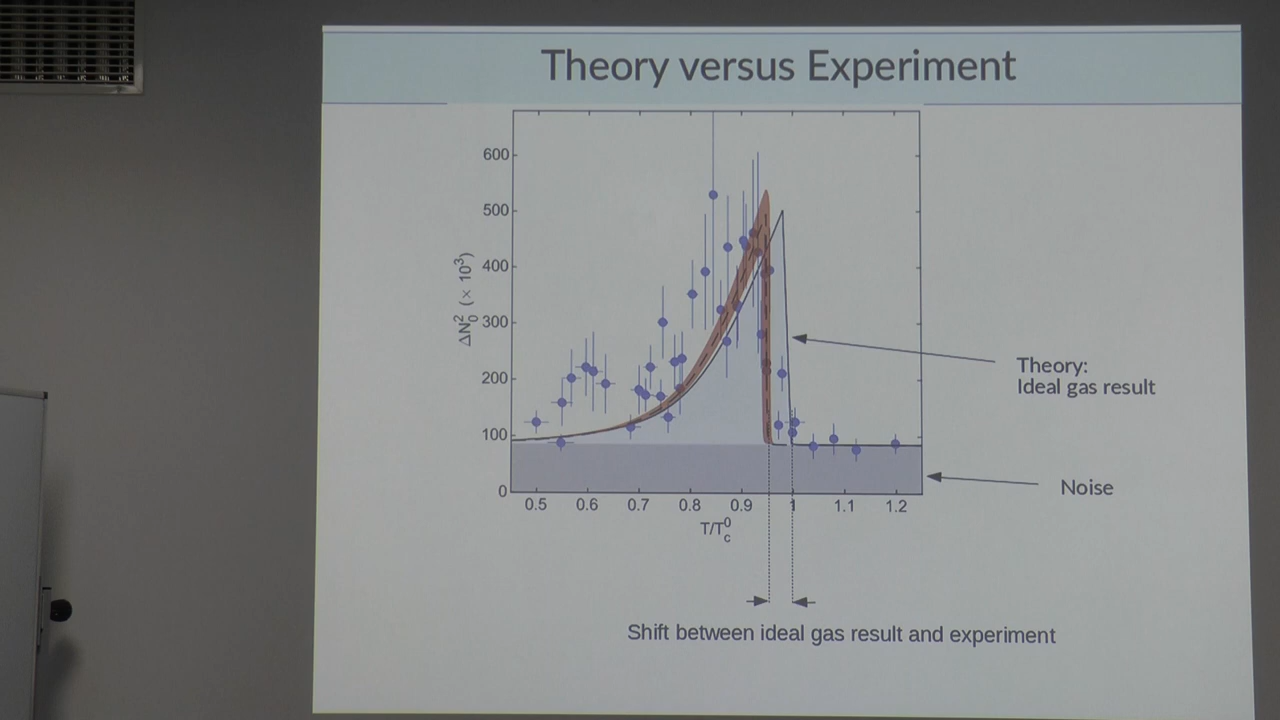 Theory versus Experiment
600
500
400
300
200
100
0
ΔN₀² (× 10³)
0.5 0.6 0.7 0.8 0.9 1 1.1 1.2
T/T꜀⁰
Theory:
Ideal gas result
Noise
Shift between ideal gas result and experiment